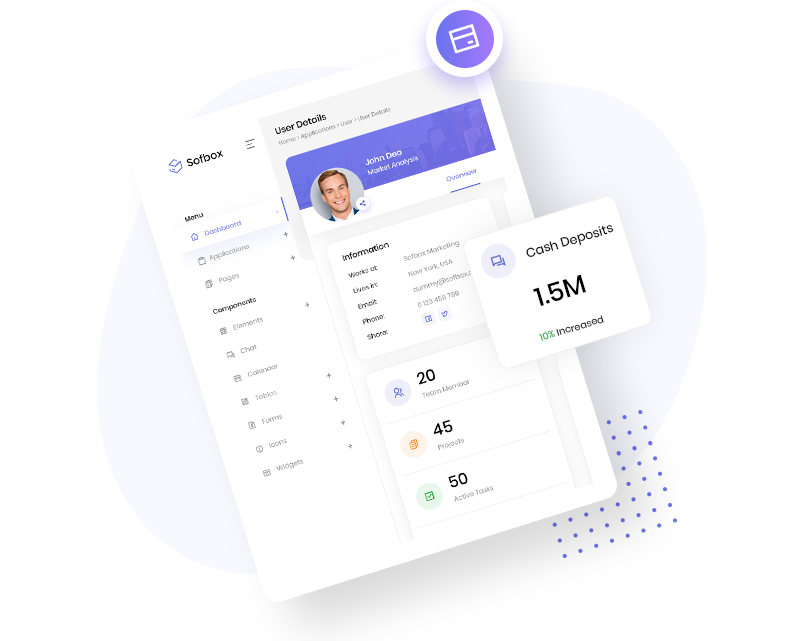 Sofbox
Menu
Dashboard
Applications
Pages
Components
Elements
Chat
Calendar
Tables
Forms
Icons
Widgets
User Details
Home > Applications > User > User Details
John Deo
Market Analysis
Overview
Information
Works at: Sofbox Marketing
Lives in: New York, USA
Email: dummy@sofbox.c
Phone: 0 123 456 789
Share:
20
Team Member
45
Projects
50
Active Tasks
Cash Deposits
1.5M
10% Increased